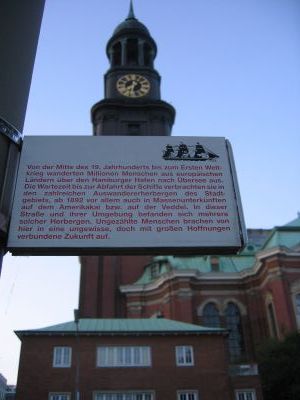 Von der Mitte des 19. Jahrhunderts bis zum Ersten Welt-
krieg wanderten Millionen Menschen aus europäischen
Ländern über den Hamburger Hafen nach Übersee aus.
Die Wartezeit bis zur Abfahrt der Schiffe verbrachten sie in
den zahlreichen Auswandererherbergen des Stadt-
gebiets, ab 1892 vor allem auch in Massenunterkünften
auf dem Amerikakai bzw. auf der Veddel. In dieser
Straße und ihrer Umgebung befanden sich mehrere
solcher Herbergen. Ungezählte Menschen brachen von
hier in eine ungewisse, doch mit großen Hoffnungen
verbundene Zukunft auf.